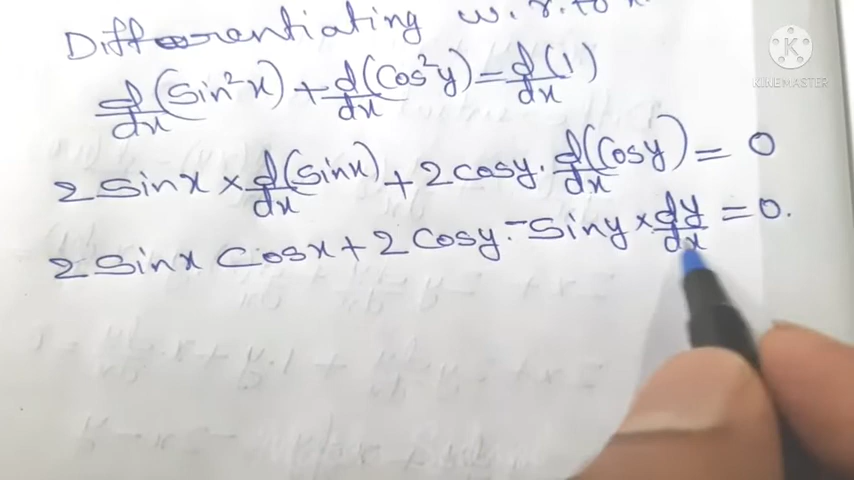 Differentiating w.r.to x.
d/dx (Sin²x) + d/dx (Cos²y) = d/dx (1)
2 Sinx × d/dx (Sinx) + 2 cosy . d/dx (Cosy) = 0
2 Sinx Cosx + 2 Cosy . - Siny × dy/dx = 0.
K
KINEMASTER